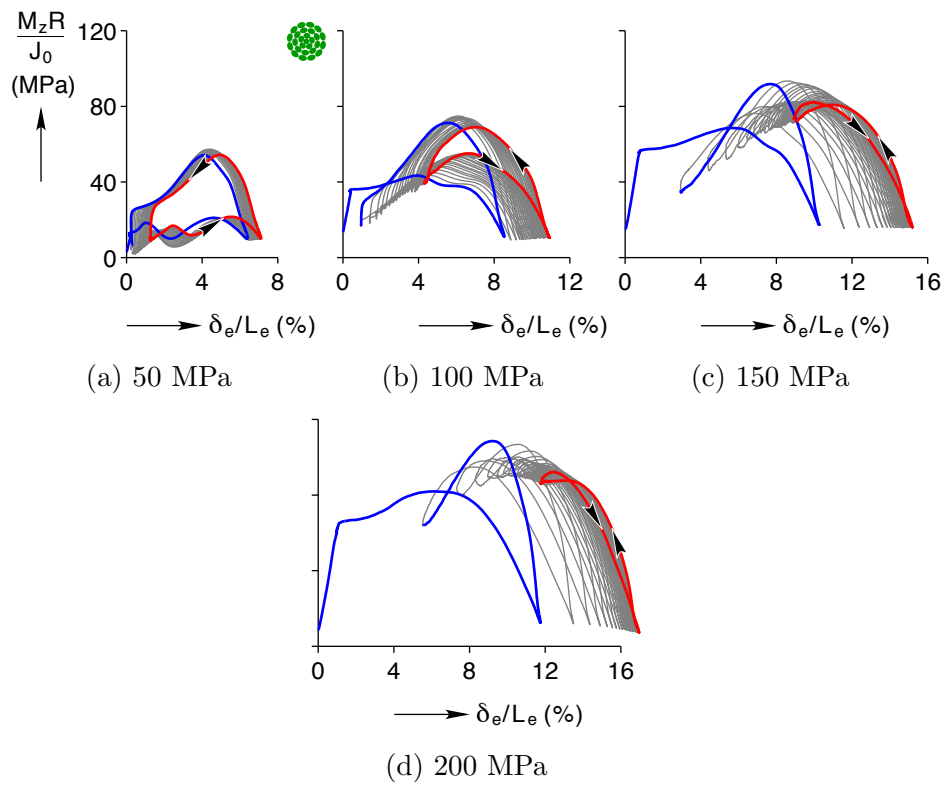 M_zR
J_0
(MPa)
120
80
40
0
0 4 8
0 4 8 12
0 4 8 12 16
δ_e/L_e (%)
δ_e/L_e (%)
δ_e/L_e (%)
(a) 50 MPa
(b) 100 MPa
(c) 150 MPa
0 4 8 12 16
δ_e/L_e (%)
(d) 200 MPa